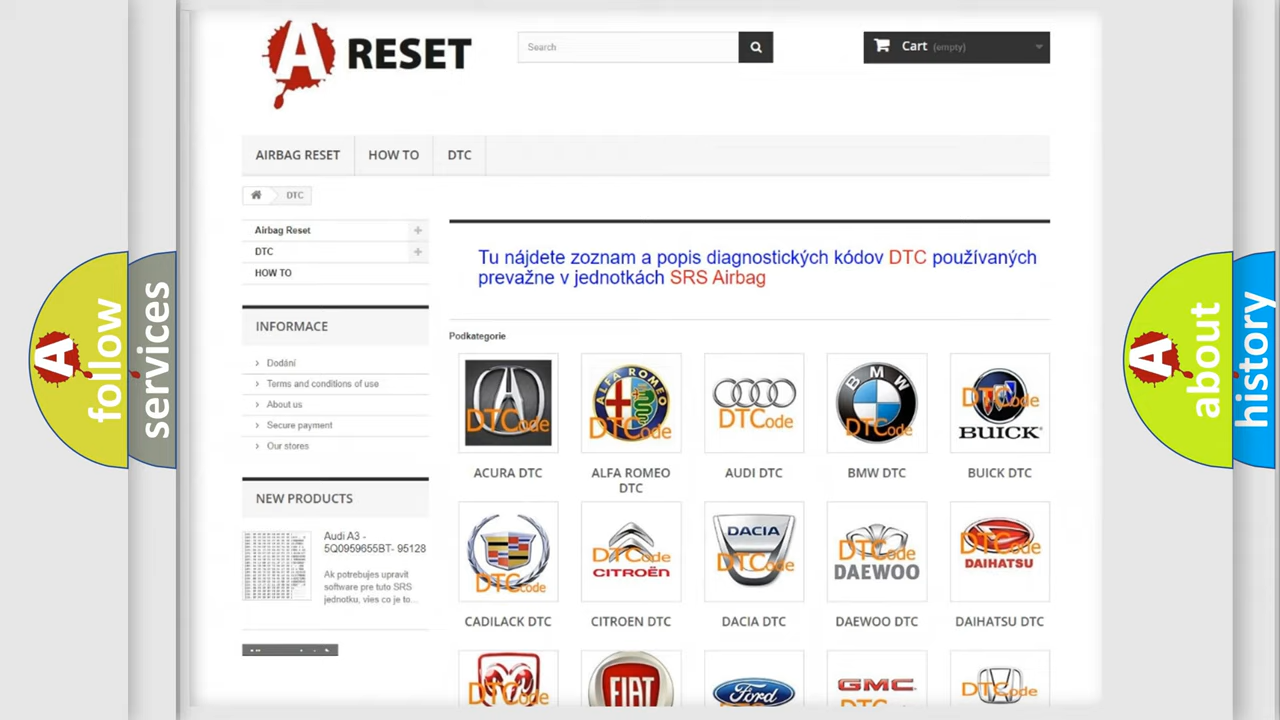 A RESET
Search
Cart (empty)
AIRBAG RESET
HOW TO
DTC
DTC
Airbag Reset
DTC
HOW TO
Tu nájdete zoznam a popis diagnostických kódov DTC používaných
prevažne v jednotkách SRS Airbag
INFORMACE
Dodání
Terms and conditions of use
About us
Secure payment
Our stores
Podkategorie
DTCode
ACURA DTC
ALFA ROMEO
DTCode
ALFA ROMEO
DTC
DTCode
AUDI DTC
BMW
DTCode
BMW DTC
DTCode
BUICK
BUICK DTC
NEW PRODUCTS
Audi A3 -
5Q0959655BT- 95128
Ak potrebujes upravit
software pre tuto SRS
jednotku, vies co je to...
DTCode
CADILACK DTC
DTCode
CITROËN
CITROEN DTC
DACIA
DTCode
DACIA DTC
DTCode
DAEWOO
DAEWOO DTC
DTCode
DAIHATSU
DAIHATSU DTC
DTCode
FIAT
Ford
GMC
DTCode
A follow
services
A about
history